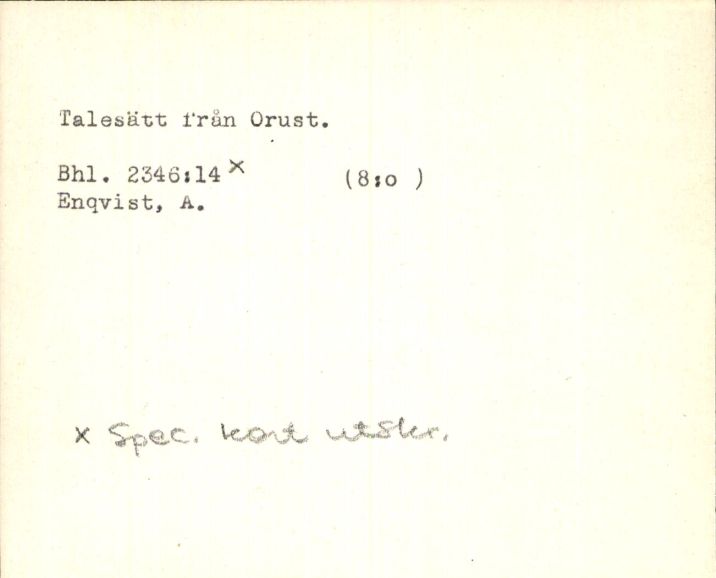 Talesätt från Orust.
Bhl. 2346:14 x (8:o )
Enqvist, A.
x Spec. kort utskr.